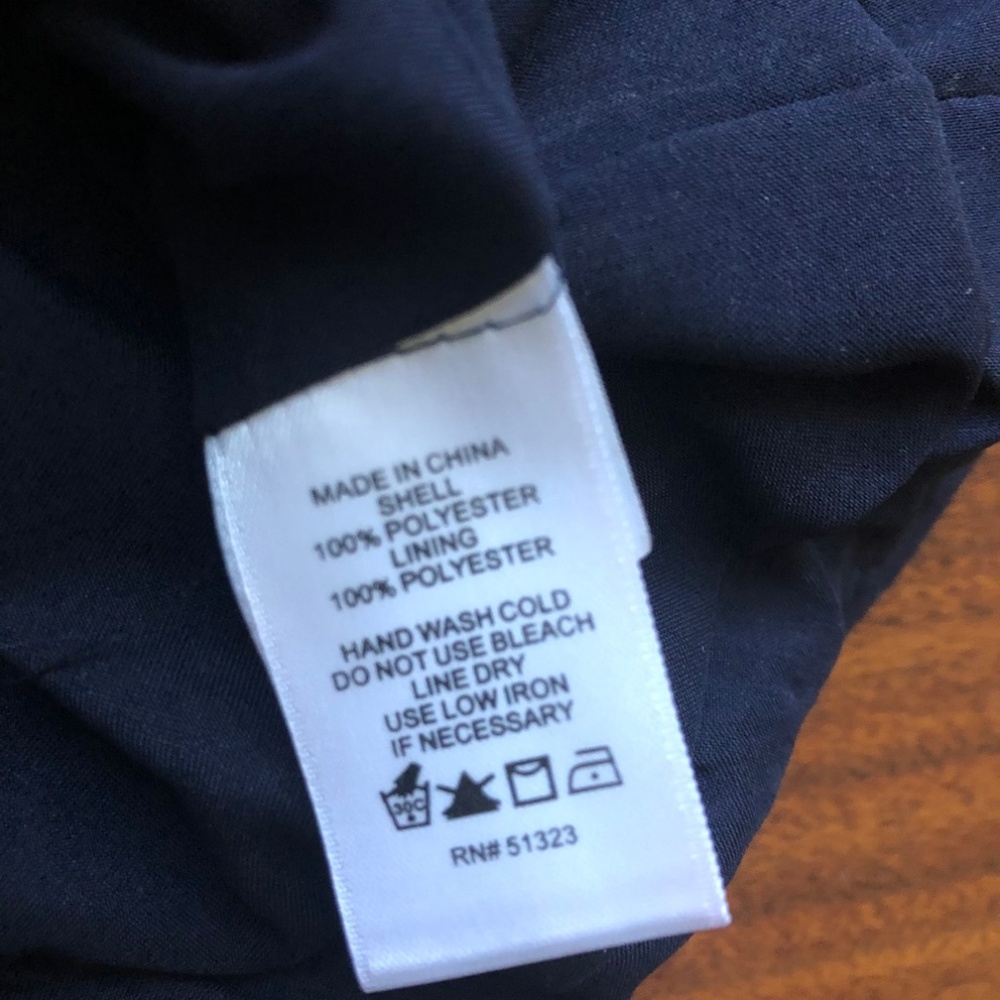 MADE IN CHINA
SHELL
100% POLYESTER
LINING
100% POLYESTER
HAND WASH COLD
DO NOT USE BLEACH
LINE DRY
USE LOW IRON
IF NECESSARY
30C
RN# 51323